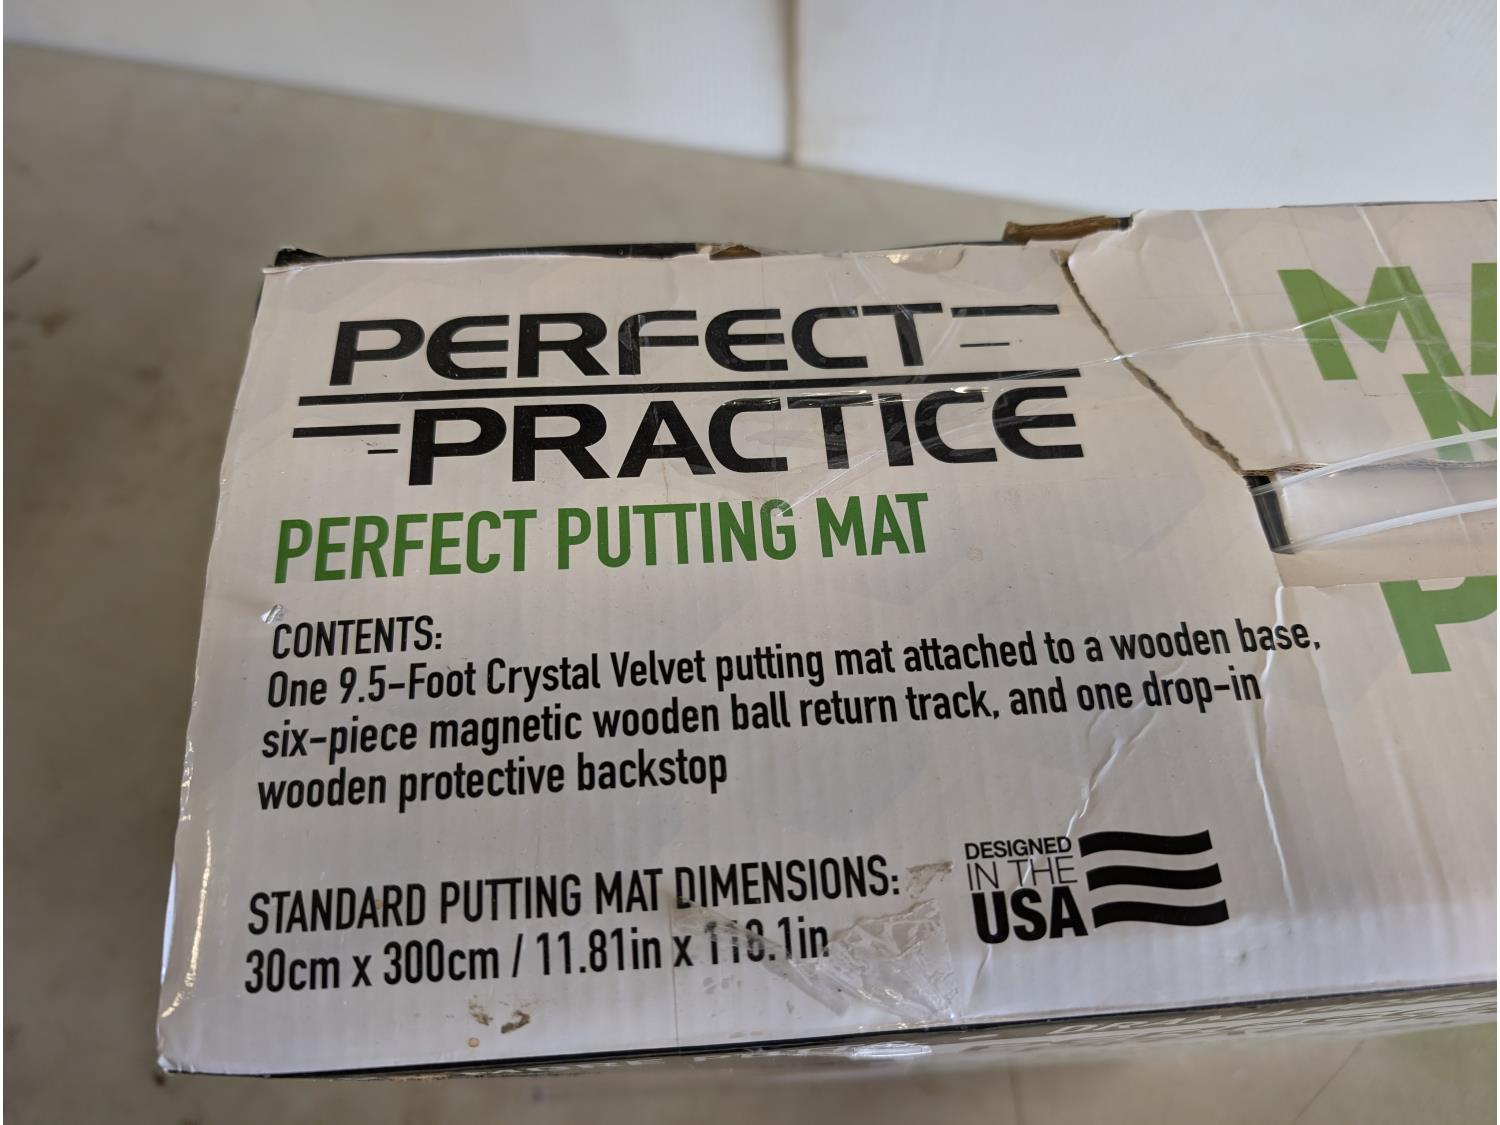 PERFECT
PRACTICE
PERFECT PUTTING MAT
CONTENTS:
One 9.5-Foot Crystal Velvet putting mat attached to a wooden base,
six-piece magnetic wooden ball return track, and one drop-in
wooden protective backstop
STANDARD PUTTING MAT DIMENSIONS:
30cm x 300cm / 11.81in x 118.1in
DESIGNED
IN THE
USA